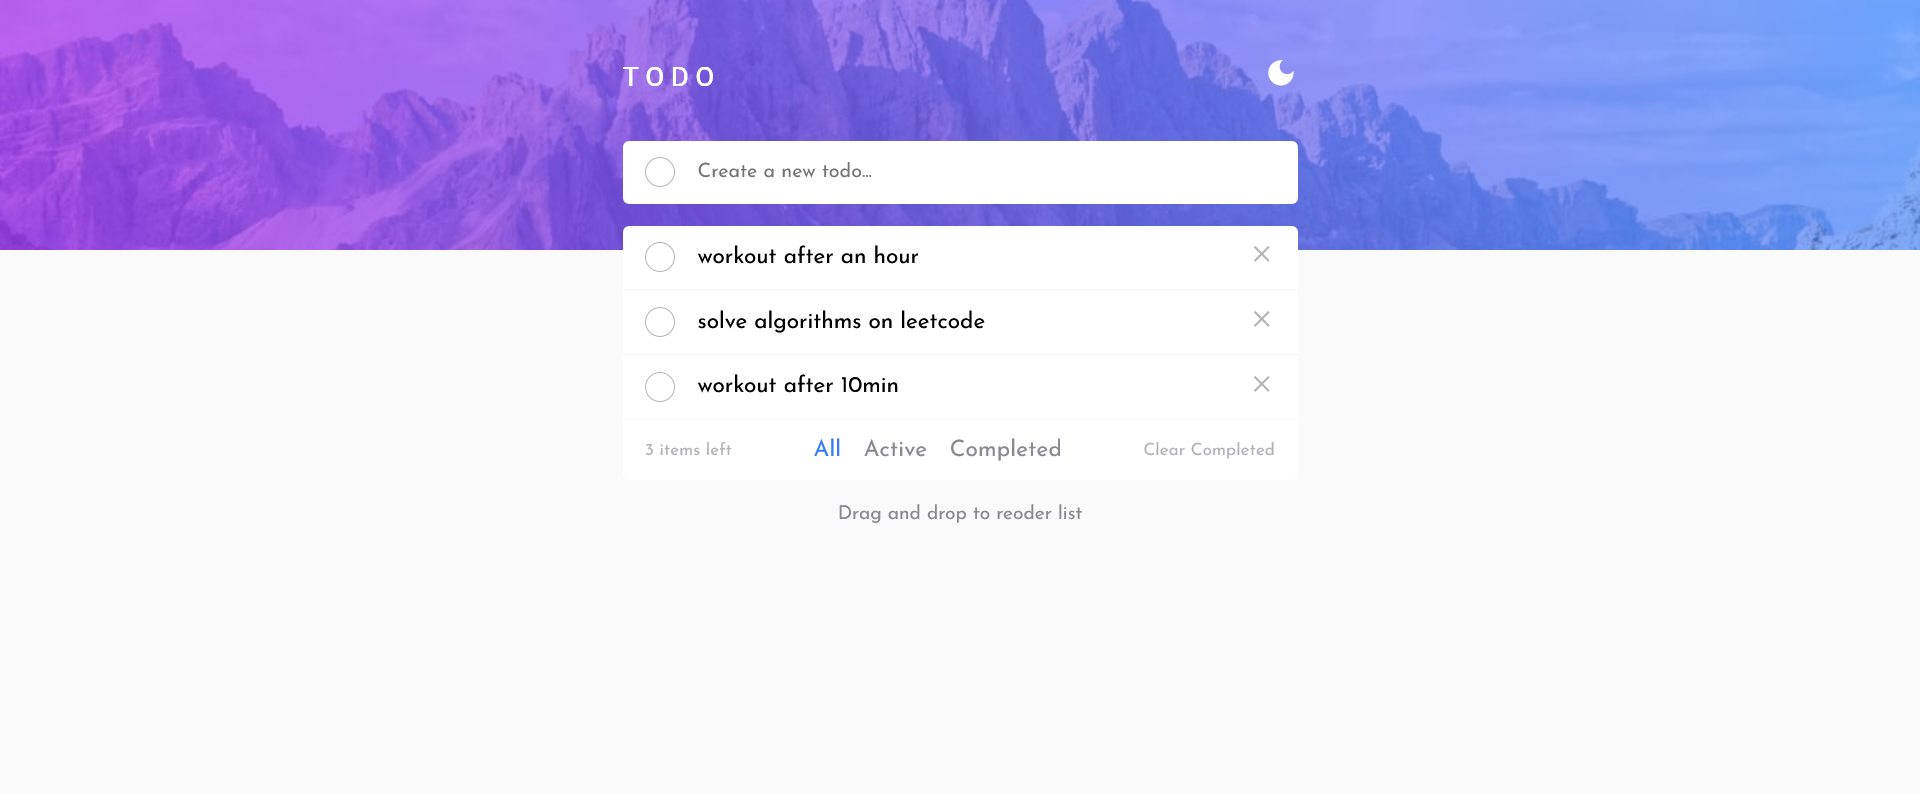 TODO
Create a new todo...
workout after an hour
solve algorithms on leetcode
workout after 10min
3 items left All Active Completed Clear Completed
Drag and drop to reoder list